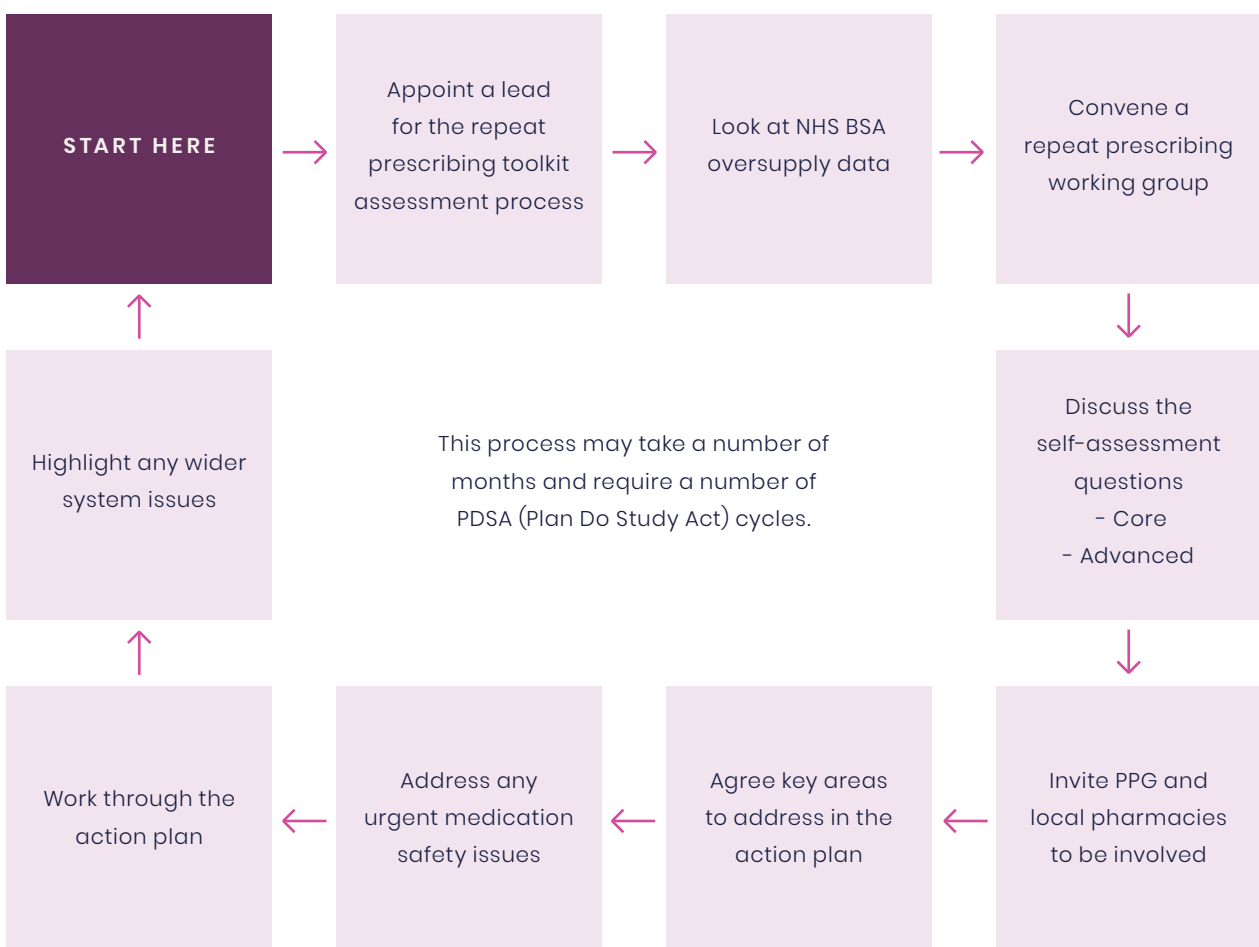 START HERE
Appoint a lead
for the repeat
prescribing toolkit
assessment process
Look at NHS BSA
oversupply data
Convene a
repeat prescribing
working group
Discuss the
self-assessment
questions
- Core
- Advanced
Invite PPG and
local pharmacies
to be involved
Agree key areas
to address in the
action plan
Address any
urgent medication
safety issues
Work through the
action plan
Highlight any wider
system issues
This process may take a number of
months and require a number of
PDSA (Plan Do Study Act) cycles.